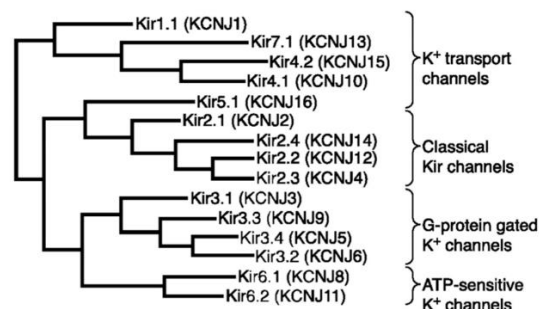 Kir1.1 (KCNJ1)
Kir7.1 (KCNJ13)
Kir4.2 (KCNJ15)
Kir4.1 (KCNJ10)
K+ transport
channels
Kir5.1 (KCNJ16)
Kir2.1 (KCNJ2)
Kir2.4 (KCNJ14)
Kir2.2 (KCNJ12)
Kir2.3 (KCNJ4)
Classical
Kir channels
Kir3.1 (KCNJ3)
Kir3.3 (KCNJ9)
Kir3.4 (KCNJ5)
Kir3.2 (KCNJ6)
G-protein gated
K+ channels
Kir6.1 (KCNJ8)
Kir6.2 (KCNJ11)
ATP-sensitive
K+ channels